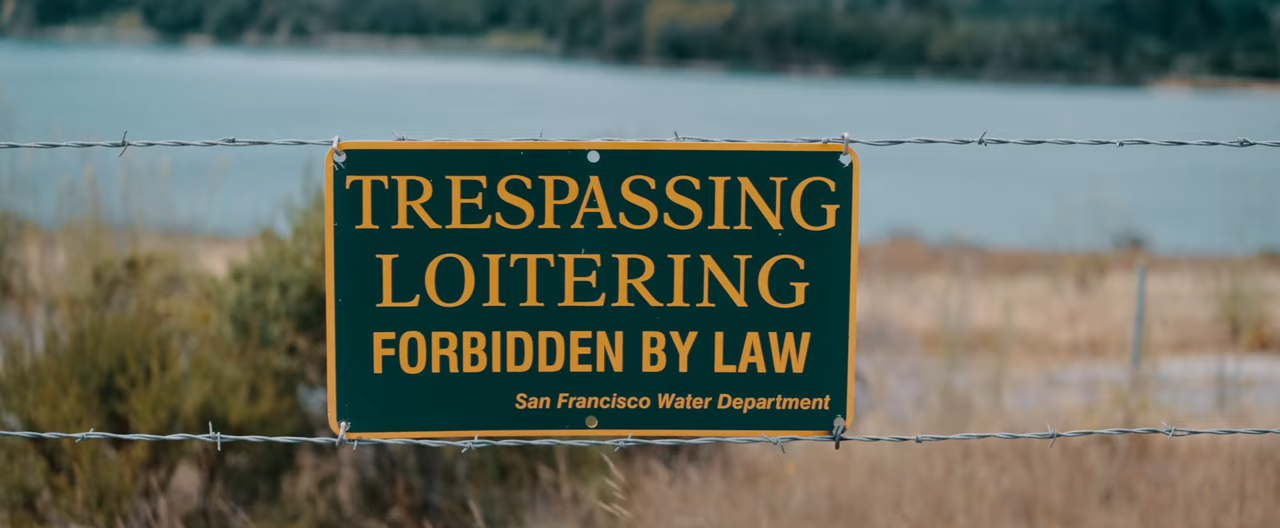 TRESPASSING
LOITERING
FORBIDDEN BY LAW
San Francisco Water Department